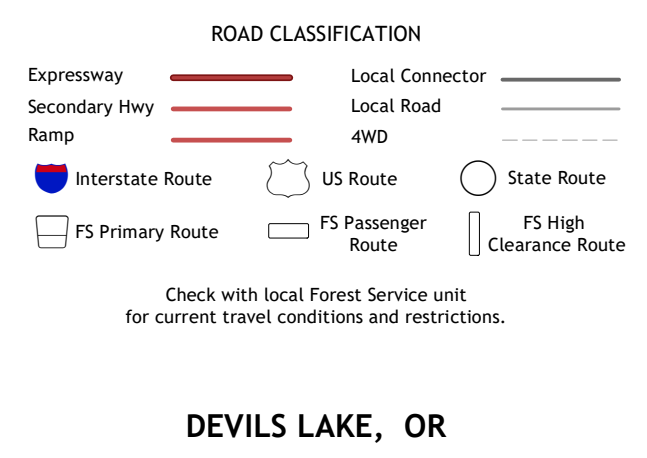 ROAD CLASSIFICATION
Expressway
Local Connector
Secondary Hwy
Local Road
Ramp
4WD
Interstate Route
US Route
State Route
FS Primary Route
FS Passenger
Route
FS High
Clearance Route
Check with local Forest Service unit
for current travel conditions and restrictions.
DEVILS LAKE, OR